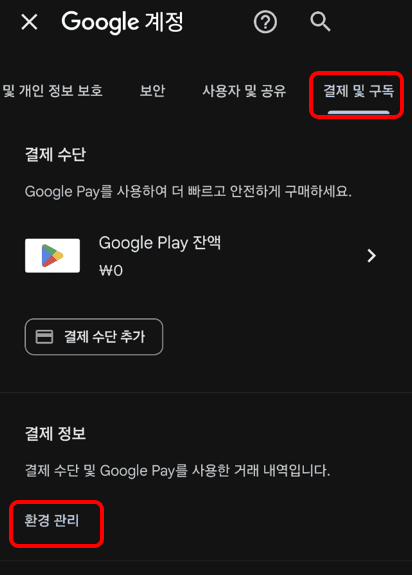 Google 계정
및 개인 정보 보호 보안 사용자 및 공유 결제 및 구독
결제 수단
Google Pay를 사용하여 더 빠르고 안전하게 구매하세요.
Google Play 잔액
₩0
결제 수단 추가
결제 정보
결제 수단 및 Google Pay를 사용한 거래 내역입니다.
환경 관리